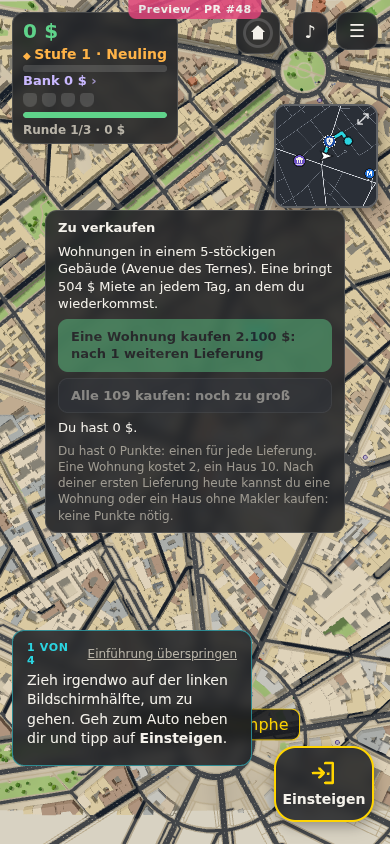 Preview · PR #48
0 $
Stufe 1 · Neuling
Bank 0 $ ›
Runde 1/3 · 0 $
Zu verkaufen
Wohnungen in einem 5-stöckigen
Gebäude (Avenue des Ternes). Eine bringt
504 $ Miete an jedem Tag, an dem du
wiederkommst.
Eine Wohnung kaufen 2.100 $:
nach 1 weiteren Lieferung
Alle 109 kaufen: noch zu groß
Du hast 0 $.
Du hast 0 Punkte: einen für jede Lieferung.
Eine Wohnung kostet 2, ein Haus 10. Nach
deiner ersten Lieferung heute kannst du eine
Wohnung oder ein Haus ohne Makler kaufen:
keine Punkte nötig.
1 VON
4
Einführung überspringen
Zieh irgendwo auf der linken
Bildschirmhälfte, um zu
gehen. Geh zum Auto neben
dir und tipp auf Einsteigen.
Einsteigen